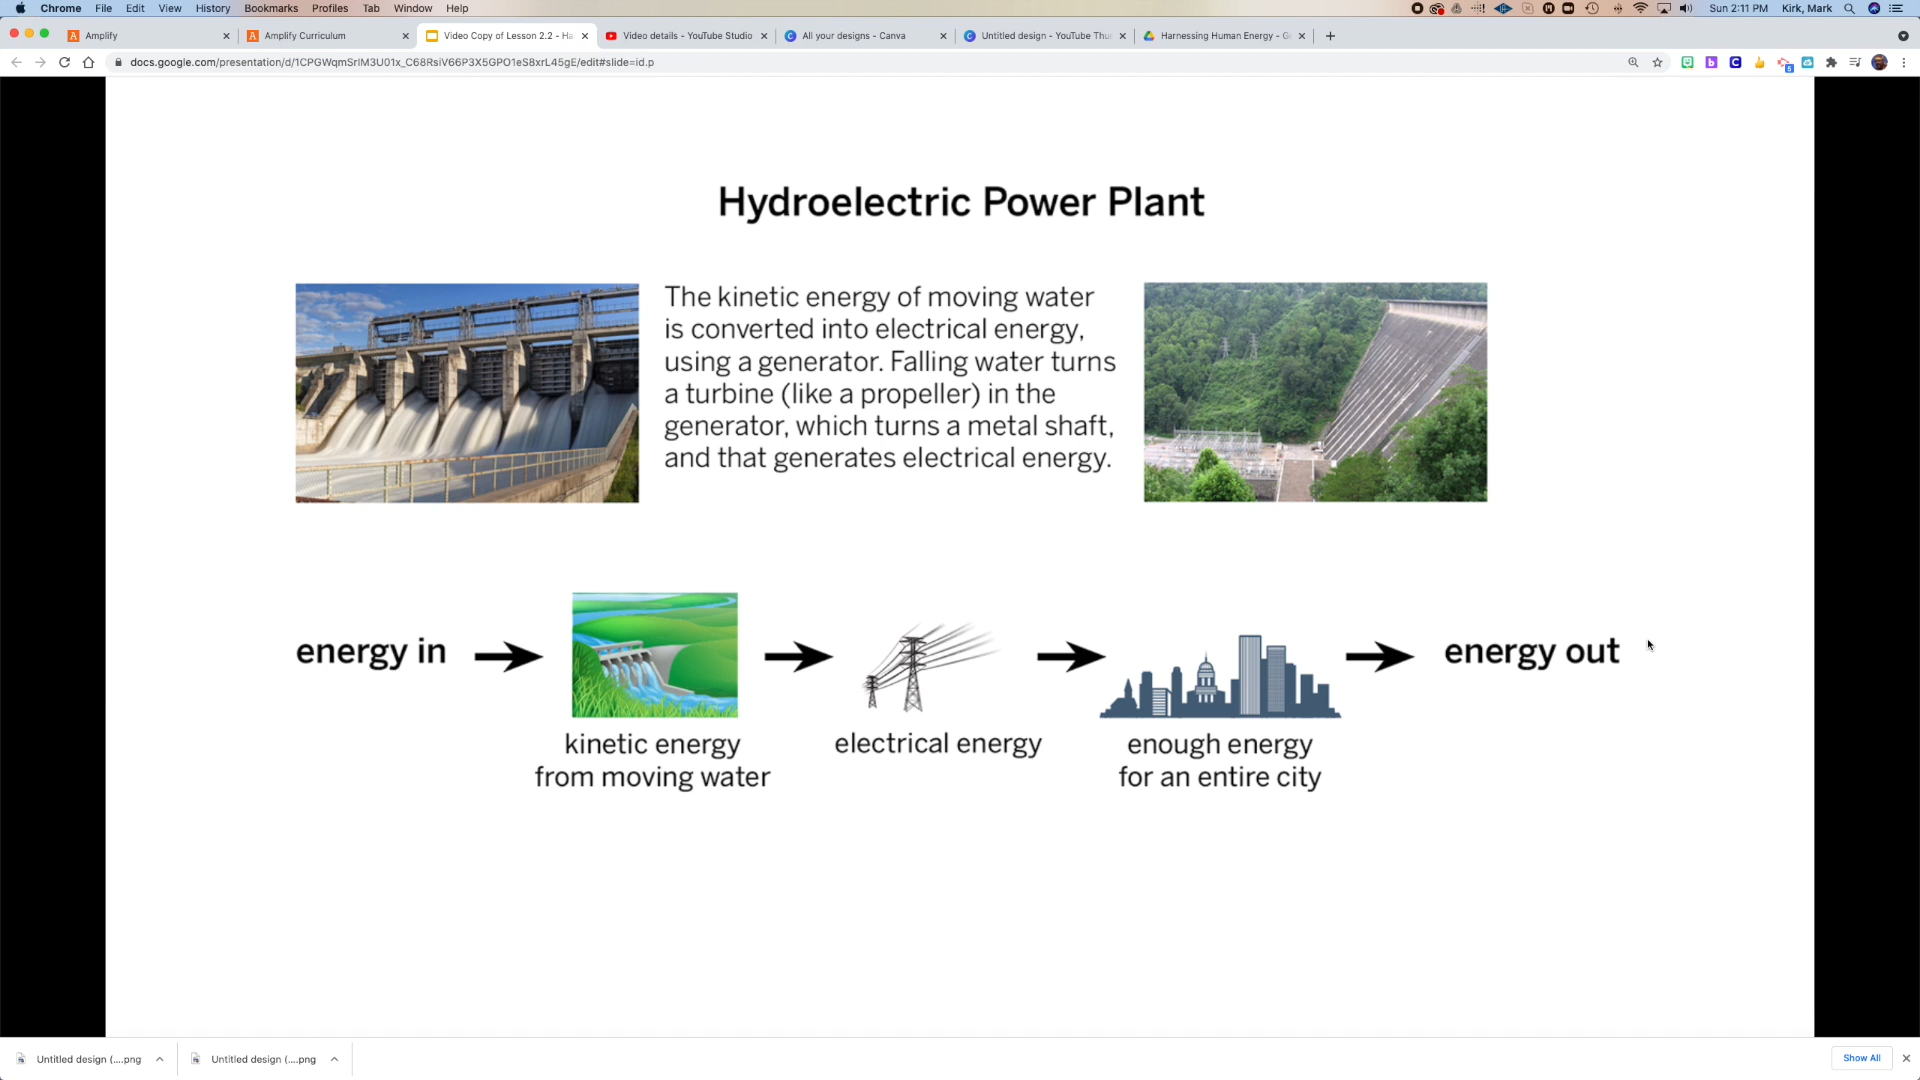 Chrome File Edit View History Bookmarks Profiles Tab Window Help
Sun 2:11 PM Kirk, Mark
Amplify
Amplify Curriculum
Video Copy of Lesson 2.2 - Ha
Video details - YouTube Studio
All your designs - Canva
Untitled design - YouTube Thu
Harnessing Human Energy - G
docs.google.com/presentation/d/1CPGWqmSrIM3U01x_C68RsiV66P3X5GPO1eS8xrL45gE/edit#slide=id.p
Hydroelectric Power Plant
The kinetic energy of moving water
is converted into electrical energy,
using a generator. Falling water turns
a turbine (like a propeller) in the
generator, which turns a metal shaft,
and that generates electrical energy.
energy in
kinetic energy
from moving water
electrical energy
enough energy
for an entire city
energy out
Untitled design (....png
Untitled design (....png
Show All